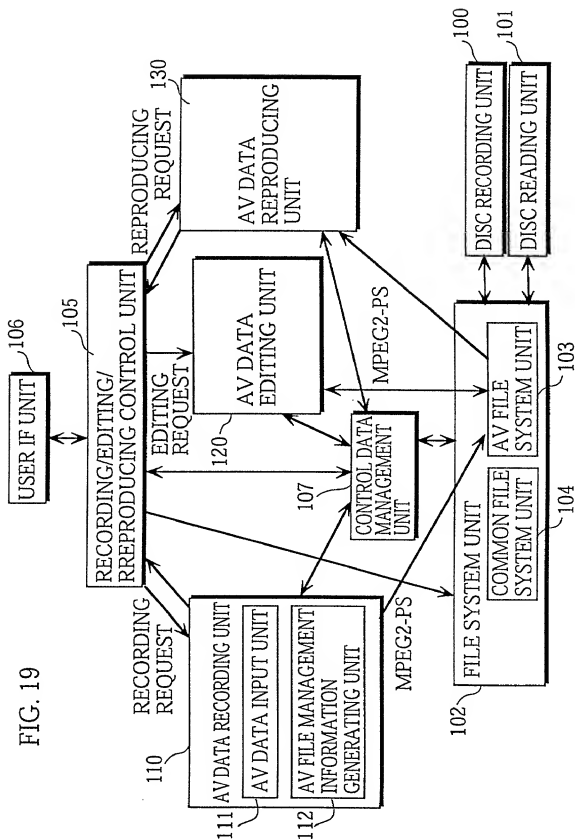 FIG. 19
106
USER IF UNIT
105
RECORDING/EDITING/
RREPRODUCING CONTROL UNIT
RECORDING
REQUEST
EDITING
REQUEST
REPRODUCING
REQUEST
110
AV DATA RECORDING UNIT
111
AV DATA INPUT UNIT
112
AV FILE MANAGEMENT
INFORMATION
GENERATING UNIT
120
AV DATA
EDITING UNIT
130
AV DATA
REPRODUCING
UNIT
107
CONTROL DATA
MANAGEMENT
UNIT
MPEG2-PS
MPEG2-PS
102
FILE SYSTEM UNIT
COMMON FILE
SYSTEM UNIT
104
AV FILE
SYSTEM UNIT
103
100
DISC RECORDING UNIT
101
DISC READING UNIT